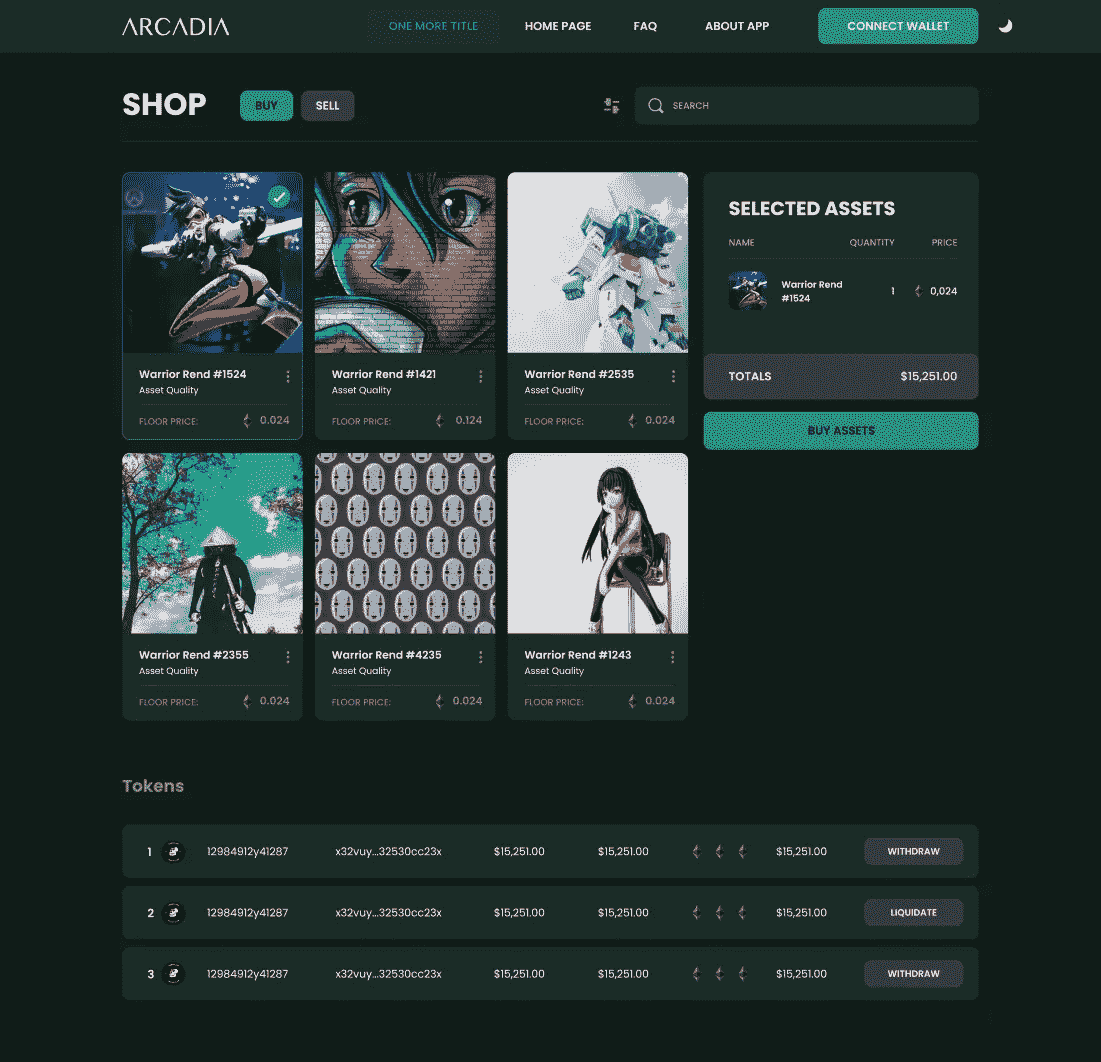 ARCADIA
ONE MORE TITLE
HOME PAGE
FAQ
ABOUT APP
CONNECT WALLET
SHOP
BUY
SELL
SEARCH
Warrior Rend #1524
Asset Quality
FLOOR PRICE:
0.024
Warrior Rend #1421
Asset Quality
FLOOR PRICE:
0.124
Warrior Rend #2535
Asset Quality
FLOOR PRICE:
0.024
SELECTED ASSETS
NAME QUANTITY PRICE
Warrior Rend
#1524
1 0,024
TOTALS $15,251.00
BUY ASSETS
Warrior Rend #2355
Asset Quality
FLOOR PRICE:
0.024
Warrior Rend #4235
Asset Quality
FLOOR PRICE:
0.024
Warrior Rend #1243
Asset Quality
FLOOR PRICE:
0.024
Tokens
1 12984912y41287 x32vuy...32530cc23x $15,251.00 $15,251.00 $15,251.00 WITHDRAW
2 12984912y41287 x32vuy...32530cc23x $15,251.00 $15,251.00 $15,251.00 LIQUIDATE
3 12984912y41287 x32vuy...32530cc23x $15,251.00 $15,251.00 $15,251.00 WITHDRAW